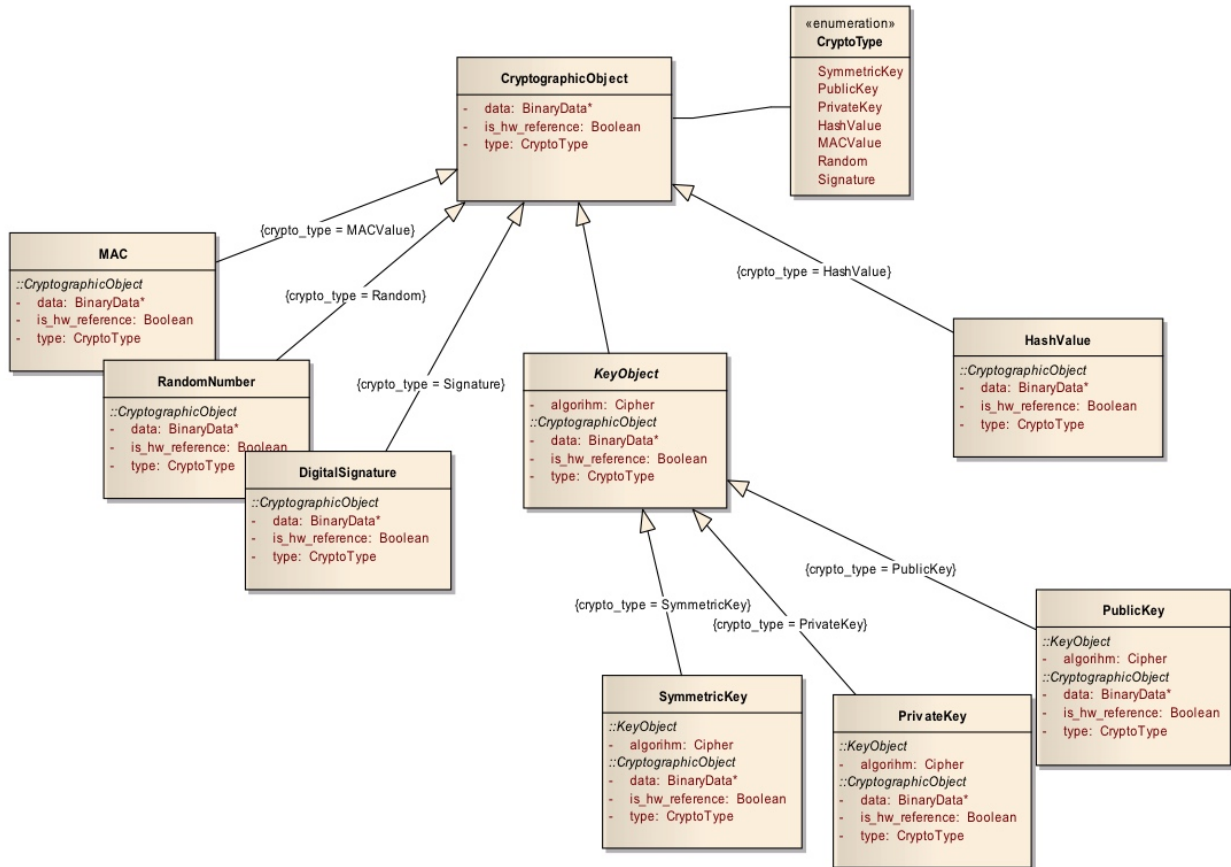 «enumeration»
CryptoType
SymmetricKey
PublicKey
PrivateKey
HashValue
MACValue
Random
Signature
CryptographicObject
- data: BinaryData*
- is_hw_reference: Boolean
- type: CryptoType
{crypto_type = MACValue}
{crypto_type = Random}
{crypto_type = Signature}
{crypto_type = HashValue}
MAC
::CryptographicObject
- data: BinaryData*
- is_hw_reference: Boolean
- type: CryptoType
RandomNumber
::CryptographicObject
- data: BinaryData*
- is_hw_reference: Boolean
- type: CryptoType
DigitalSignature
::CryptographicObject
- data: BinaryData*
- is_hw_reference: Boolean
- type: CryptoType
KeyObject
- algorihm: Cipher
::CryptographicObject
- data: BinaryData*
- is_hw_reference: Boolean
- type: CryptoType
HashValue
::CryptographicObject
- data: BinaryData*
- is_hw_reference: Boolean
- type: CryptoType
{crypto_type = PublicKey}
{crypto_type = SymmetricKey}
{crypto_type = PrivateKey}
SymmetricKey
::KeyObject
- algorihm: Cipher
::CryptographicObject
- data: BinaryData*
- is_hw_reference: Boolean
- type: CryptoType
PrivateKey
::KeyObject
- algorihm: Cipher
::CryptographicObject
- data: BinaryData*
- is_hw_reference: Boolean
- type: CryptoType
PublicKey
::KeyObject
- algorihm: Cipher
::CryptographicObject
- data: BinaryData*
- is_hw_reference: Boolean
- type: CryptoType